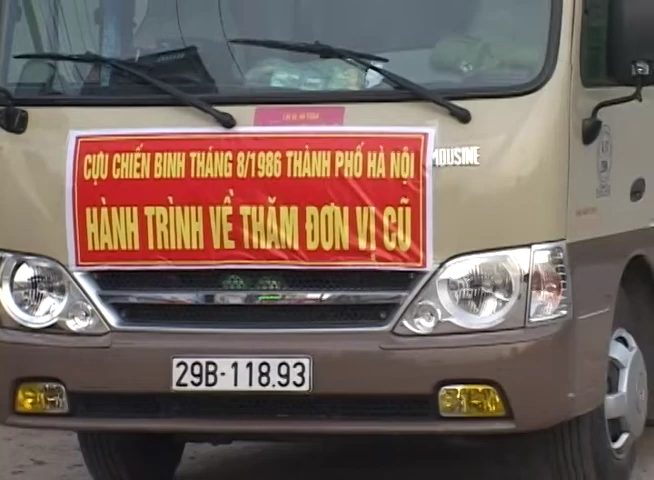 CỰU CHIẾN BINH THÁNG 8/1986 THÀNH PHỐ HÀ NỘI
MOUSINE
HÀNH TRÌNH VỀ THĂM ĐƠN VỊ CŨ
29B-118.93